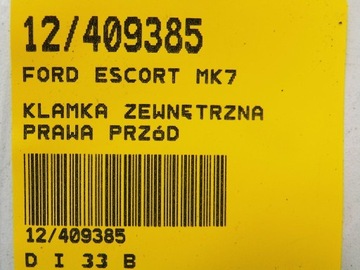 12/409385
FORD ESCORT MK7
KLAMKA ZEWNĘTRZNA
PRAWA PRZóD
12/409385
D I 33 B